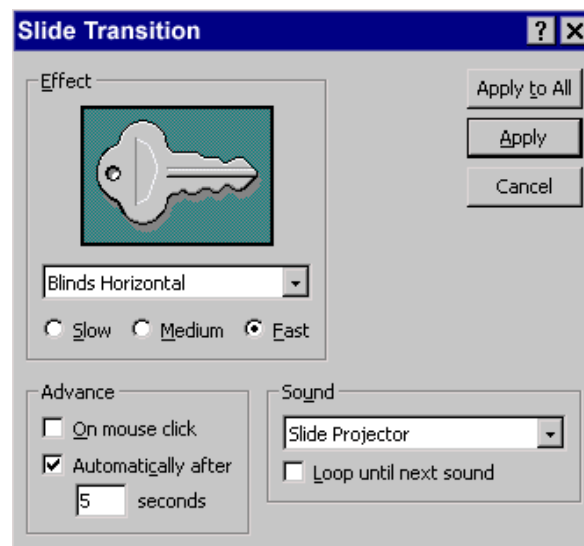 Slide Transition
Effect
Apply to All
Apply
Cancel
Blinds Horizontal
Slow Medium Fast
Advance
On mouse click
Automatically after
5 seconds
Sound
Slide Projector
Loop until next sound